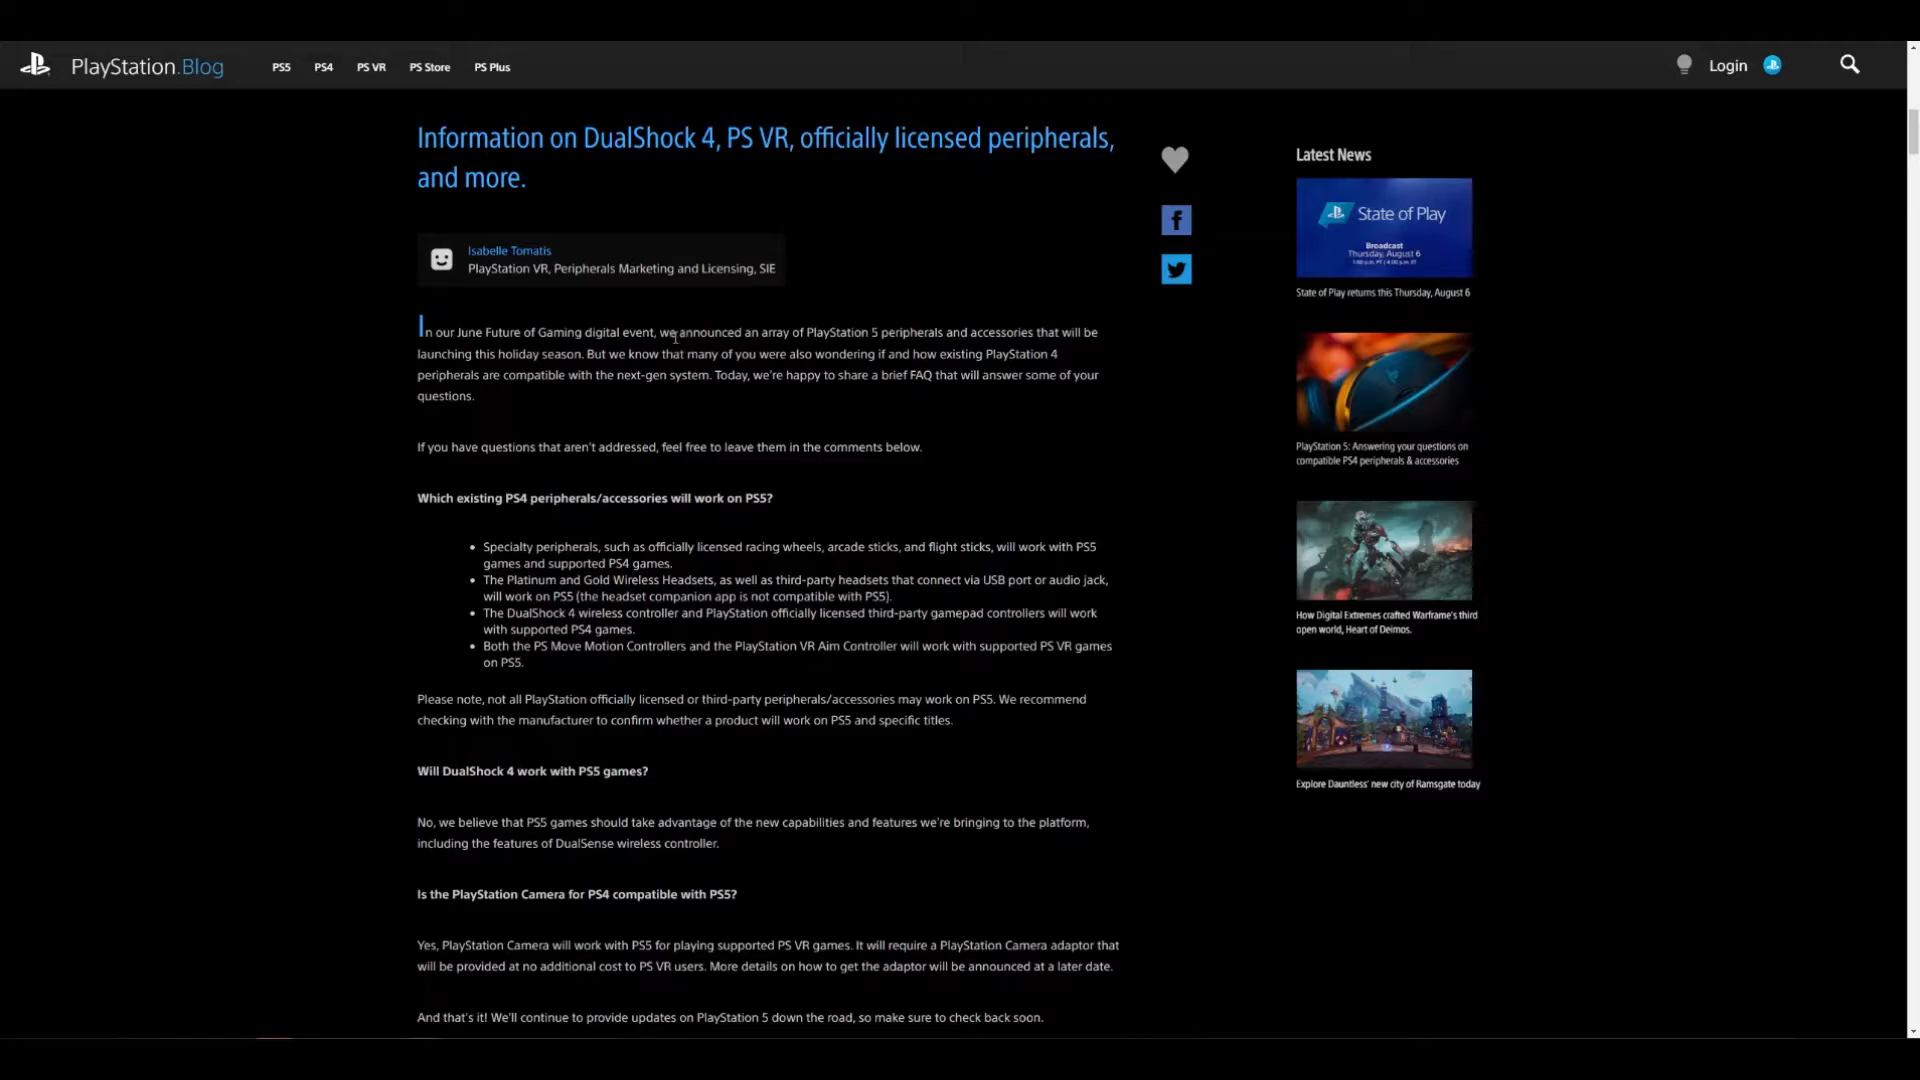 PlayStation.Blog PS5 PS4 PS VR PS Store PS Plus Login
Information on DualShock 4, PS VR, officially licensed peripherals,
and more.
Isabelle Tomatis
PlayStation VR, Peripherals Marketing and Licensing, SIE
In our June Future of Gaming digital event, we announced an array of PlayStation 5 peripherals and accessories that will be
launching this holiday season. But we know that many of you were also wondering if and how existing PlayStation 4
peripherals are compatible with the next-gen system. Today, we're happy to share a brief FAQ that will answer some of your
questions.
If you have questions that aren't addressed, feel free to leave them in the comments below.
Which existing PS4 peripherals/accessories will work on PS5?
• Specialty peripherals, such as officially licensed racing wheels, arcade sticks, and flight sticks, will work with PS5
games and supported PS4 games.
• The Platinum and Gold Wireless Headsets, as well as third-party headsets that connect via USB port or audio jack,
will work on PS5 (the headset companion app is not compatible with PS5).
• The DualShock 4 wireless controller and PlayStation officially licensed third-party gamepad controllers will work
with supported PS4 games.
• Both the PS Move Motion Controllers and the PlayStation VR Aim Controller will work with supported PS VR games
on PS5.
Please note, not all PlayStation officially licensed or third-party peripherals/accessories may work on PS5. We recommend
checking with the manufacturer to confirm whether a product will work on PS5 and specific titles.
Will DualShock 4 work with PS5 games?
No, we believe that PS5 games should take advantage of the new capabilities and features we're bringing to the platform,
including the features of DualSense wireless controller.
Is the PlayStation Camera for PS4 compatible with PS5?
Yes, PlayStation Camera will work with PS5 for playing supported PS VR games. It will require a PlayStation Camera adaptor that
will be provided at no additional cost to PS VR users. More details on how to get the adaptor will be announced at a later date.
And that's it! We'll continue to provide updates on PlayStation 5 down the road, so make sure to check back soon.
Latest News
State of Play
Broadcast
Thursday, August 6
1:00 p.m. PT | 4:00 p.m. ET
State of Play returns this Thursday, August 6
PlayStation 5: Answering your questions on
compatible PS4 peripherals & accessories
How Digital Extremes crafted Warframe's third
open world, Heart of Deimos.
Explore Dauntless' new city of Ramsgate today